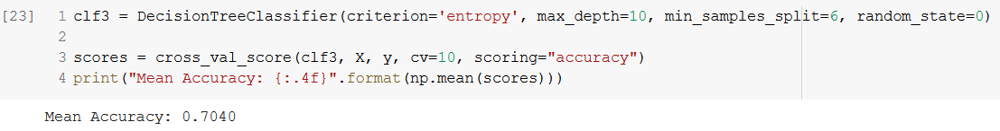 [23] 1 clf3 = DecisionTreeClassifier(criterion='entropy', max_depth=10, min_samples_split=6, random_state=0)
2
3 scores = cross_val_score(clf3, X, y, cv=10, scoring="accuracy")
4 print("Mean Accuracy: {:.4f}".format(np.mean(scores)))
Mean Accuracy: 0.7040